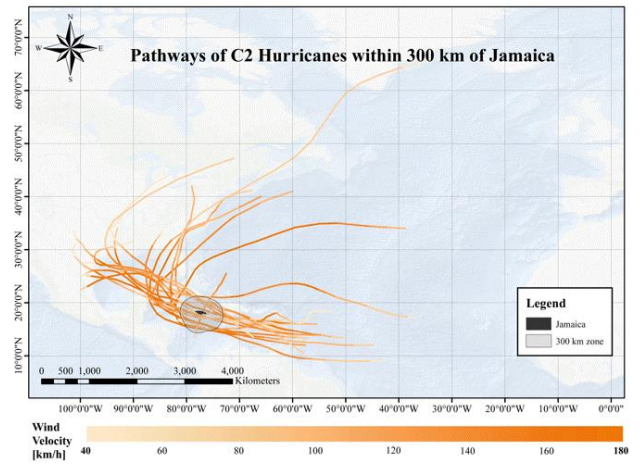 N
W E
S
Pathways of C2 Hurricanes within 300 km of Jamaica
70°0'0"N
60°0'0"N
50°0'0"N
40°0'0"N
30°0'0"N
20°0'0"N
10°0'0"N
Legend
Jamaica
300 km zone
0 500 1,000 2,000 3,000 4,000
Kilometers
100°0'0"W 90°0'0"W 80°0'0"W 70°0'0"W 60°0'0"W 50°0'0"W 40°0'0"W 30°0'0"W 20°0'0"W 10°0'0"W 0°0'0"
Wind
Velocity
[km/h]
40 60 80 100 120 140 160 180